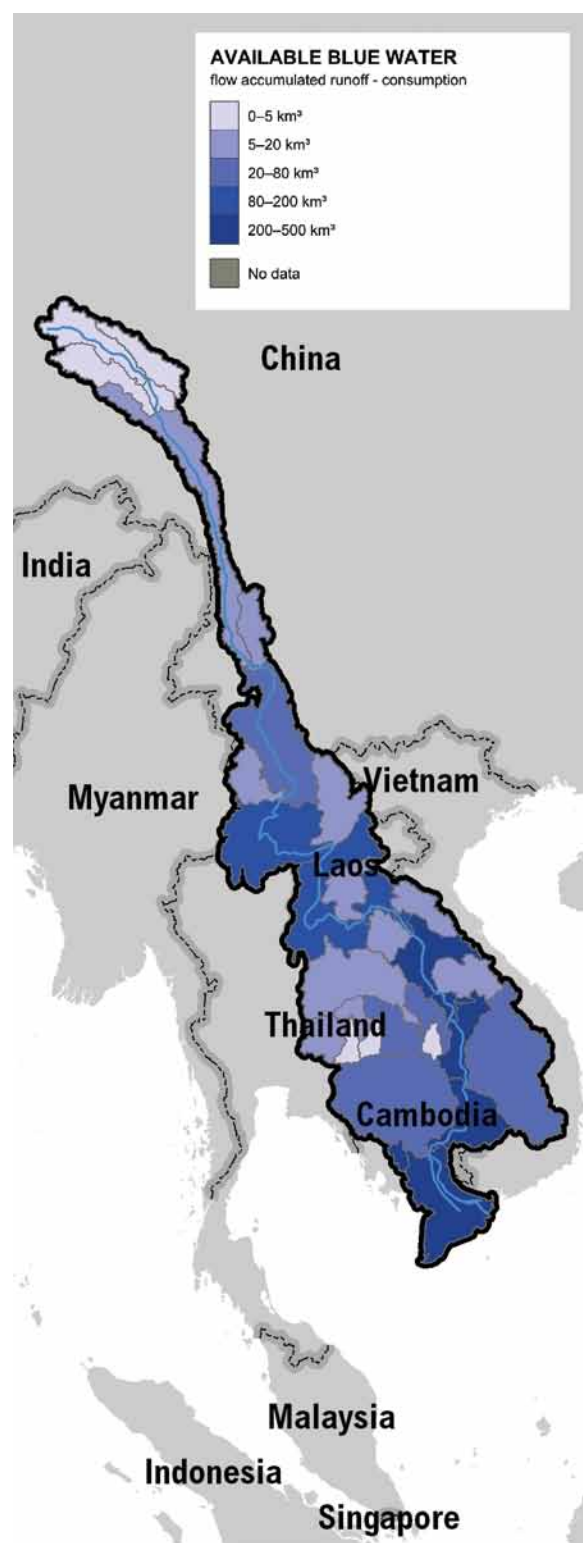 AVAILABLE BLUE WATER
flow accumulated runoff - consumption
0–5 km³
5–20 km³
20–80 km³
80–200 km³
200–500 km³
No data
China
India
Myanmar
Vietnam
Laos
Thailand
Cambodia
Malaysia
Indonesia
Singapore